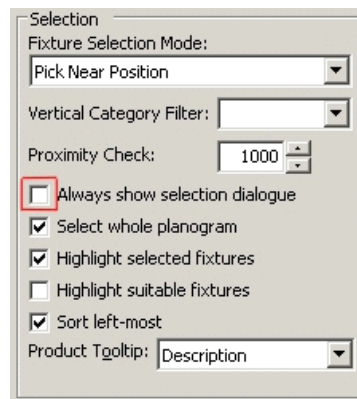 Selection
Fixture Selection Mode:
Pick Near Position
Vertical Category Filter:
Proximity Check: 1000
Always show selection dialogue
Select whole planogram
Highlight selected fixtures
Highlight suitable fixtures
Sort left-most
Product Tooltip: Description